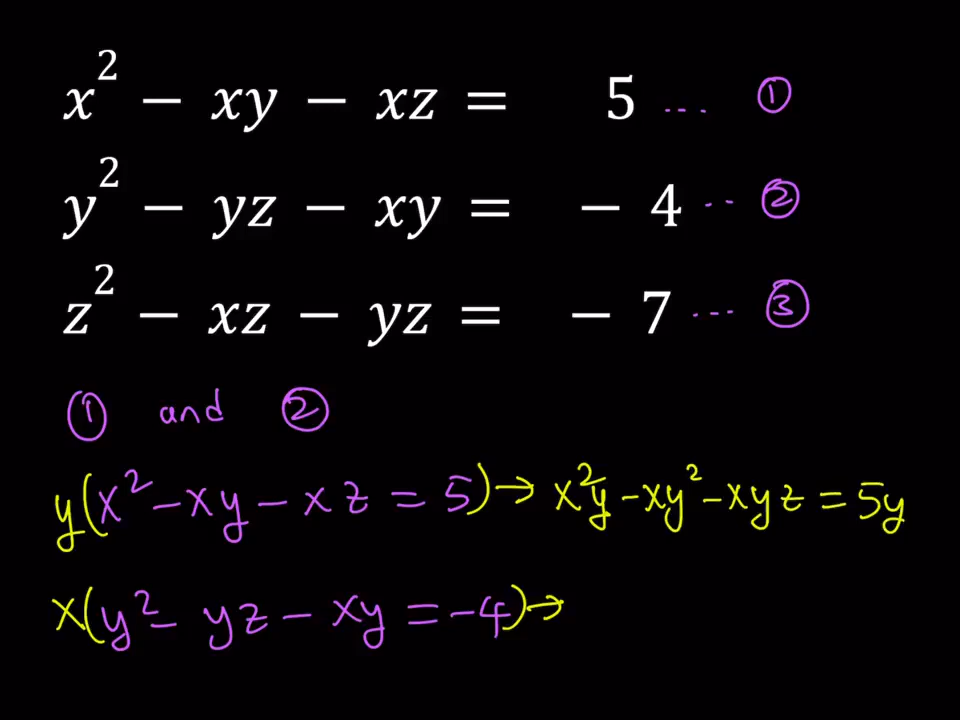 x² − xy − xz = 5 ... ①
y² − yz − xy = − 4 ... ②
z² − xz − yz = − 7 ... ③
① and ②
y(x² − xy − xz = 5) → x²y − xy² − xyz = 5y
x(y² − yz − xy = −4) →